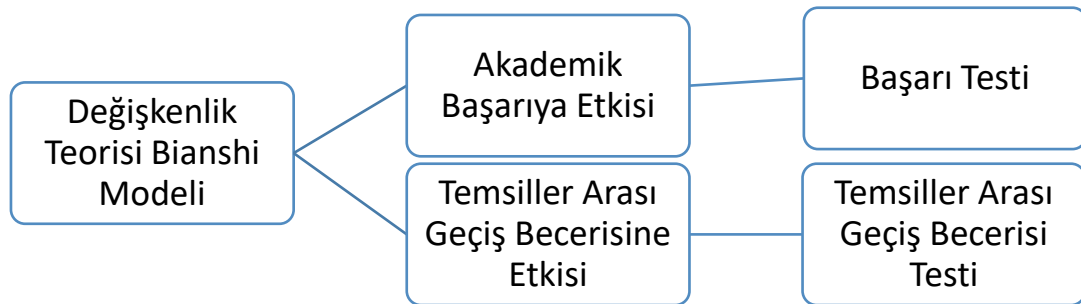 Değişkenlik
Teorisi Bianshi
Modeli
Akademik
Başarıya Etkisi
Başarı Testi
Temsiller Arası
Geçiş Becerisine
Etkisi
Temsiller Arası
Geçiş Becerisi
Testi